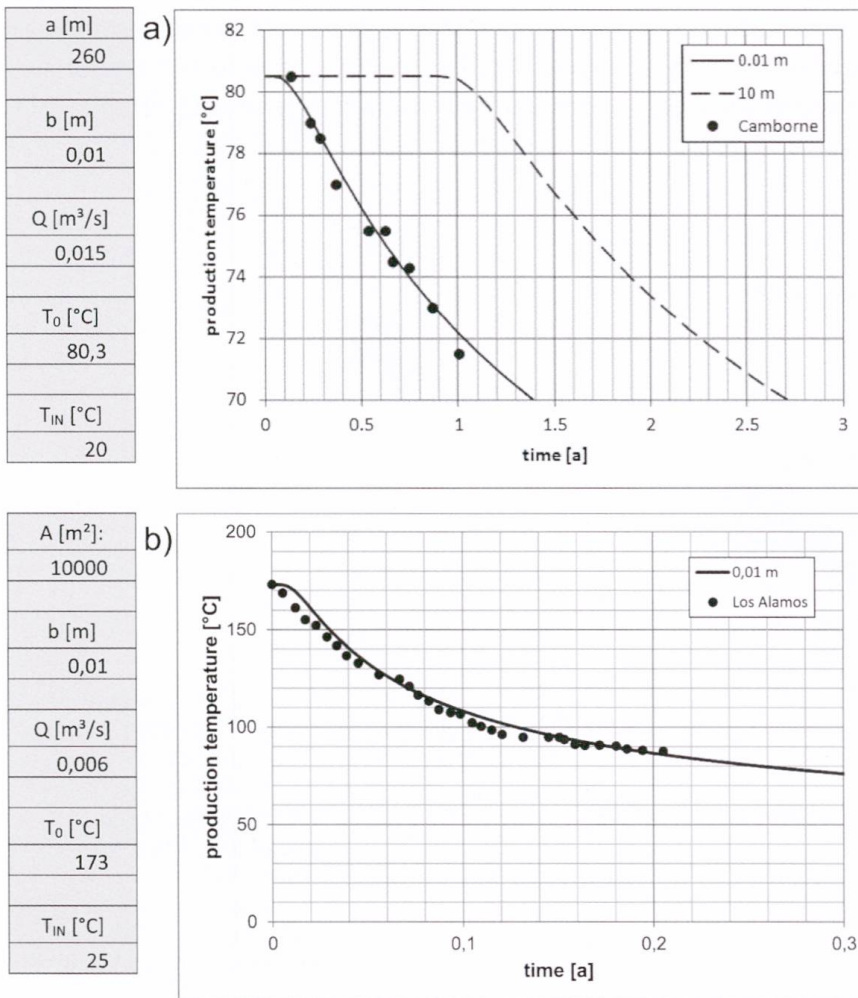 a [m]
260
b [m]
0,01
Q [m³/s]
0,015
T₀ [°C]
80,3
T_IN [°C]
20
a)
82
80
78
76
74
72
70
production temperature [°C]
0.01 m
10 m
Camborne
0 0.5 1 1.5 2 2.5 3
time [a]
A [m²]:
10000
b [m]
0,01
Q [m³/s]
0,006
T₀ [°C]
173
T_IN [°C]
25
b)
200
150
100
50
0
production temperature [°C]
0,01 m
Los Alamos
0 0,1 0,2 0,3
time [a]